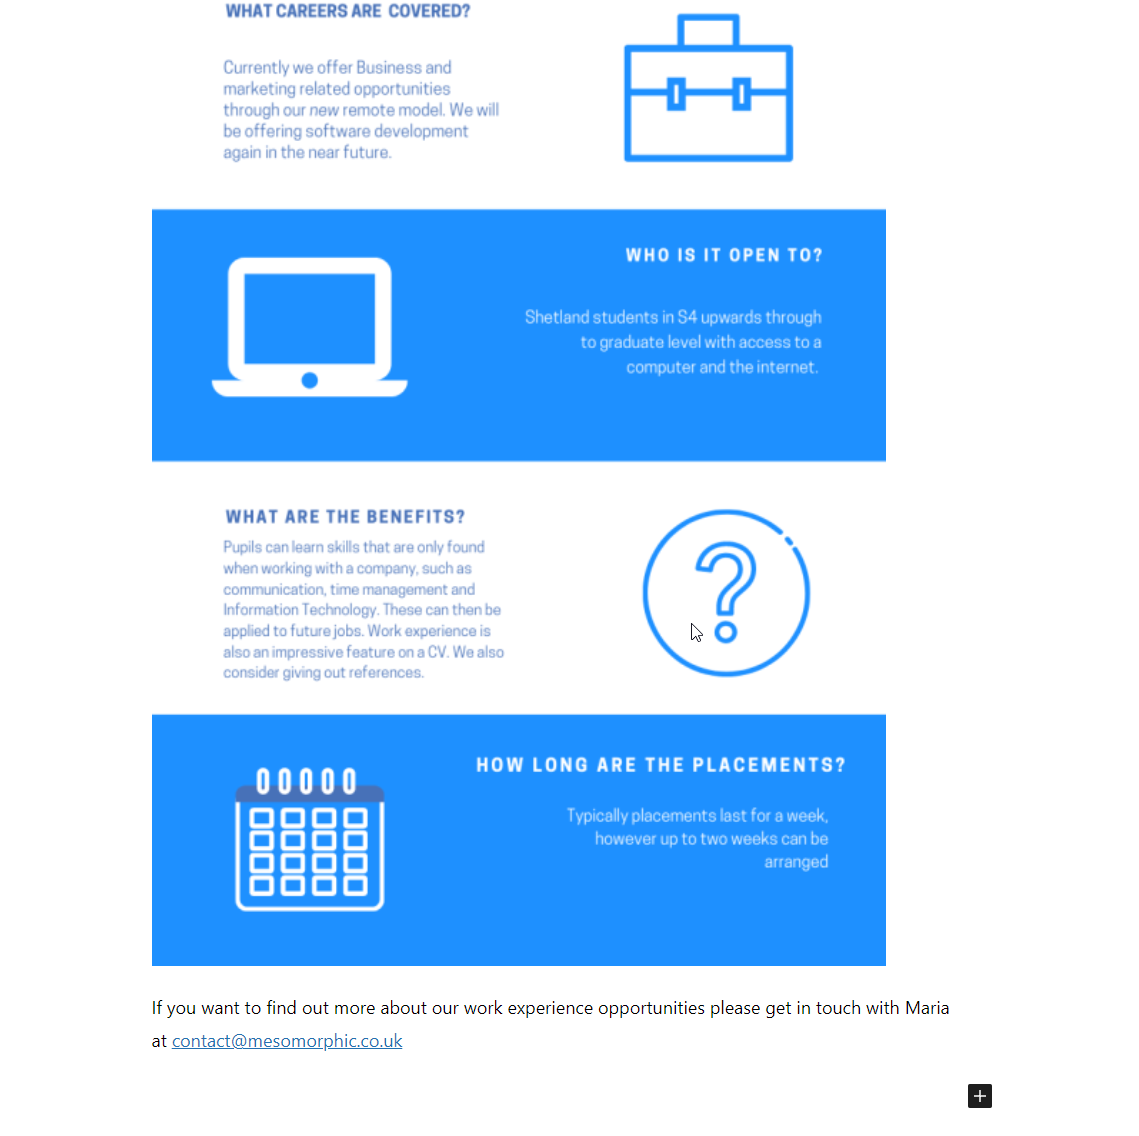 WHAT CAREERS ARE COVERED?
Currently we offer Business and
marketing related opportunities
through our new remote model. We will
be offering software development
again in the near future.
WHO IS IT OPEN TO?
Shetland students in S4 upwards through
to graduate level with access to a
computer and the internet.
WHAT ARE THE BENEFITS?
Pupils can learn skills that are only found
when working with a company, such as
communication, time management and
Information Technology. These can then be
applied to future jobs. Work experience is
also an impressive feature on a CV. We also
consider giving out references.
HOW LONG ARE THE PLACEMENTS?
Typically placements last for a week,
however up to two weeks can be
arranged
If you want to find out more about our work experience opportunities please get in touch with Maria
at contact@mesomorphic.co.uk